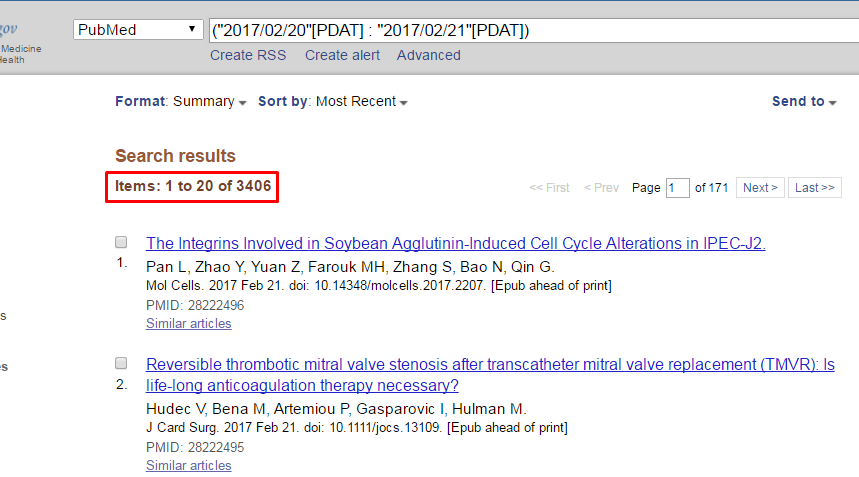 gov
Medicine
Health
PubMed
("2017/02/20"[PDAT] : "2017/02/21"[PDAT])
Create RSS Create alert Advanced
Format: Summary Sort by: Most Recent Send to
Search results
Items: 1 to 20 of 3406
<< First < Prev Page 1 of 171 Next > Last >>
The Integrins Involved in Soybean Agglutinin-Induced Cell Cycle Alterations in IPEC-J2.
1. Pan L, Zhao Y, Yuan Z, Farouk MH, Zhang S, Bao N, Qin G.
Mol Cells. 2017 Feb 21. doi: 10.14348/molcells.2017.2207. [Epub ahead of print]
PMID: 28222496
Similar articles
Reversible thrombotic mitral valve stenosis after transcatheter mitral valve replacement (TMVR): Is
2. life-long anticoagulation therapy necessary?
Hudec V, Bena M, Artemiou P, Gasparovic I, Hulman M.
J Card Surg. 2017 Feb 21. doi: 10.1111/jocs.13109. [Epub ahead of print]
PMID: 28222495
Similar articles